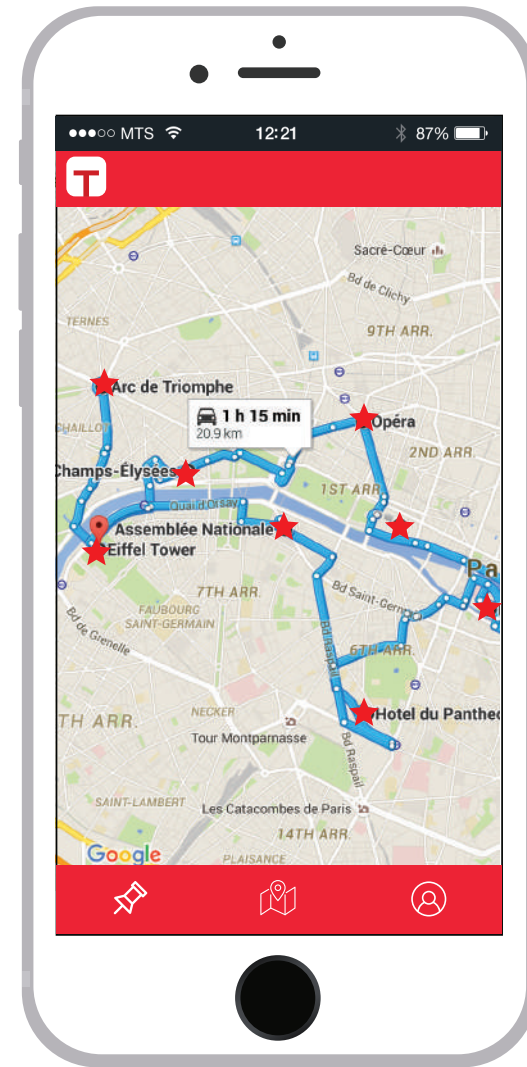 MTS 12:21 87%
T
Sacré-Cœur
Bd de Clichy
TERNES
9TH ARR.
Arc de Triomphe
1 h 15 min
20.9 km
Opéra
CHAILLOT
2ND ARR.
Champs-Élysées
1ST ARR
Quai d'Orsay
Assemblée Nationale
Eiffel Tower
Pa
7TH ARR.
Bd Saint-Germ
FAUBOURG
SAINT-GERMAIN
Bd de Grenelle
6TH ARR.
Bd Raspail
NECKER
Hotel du Pantheo
TH ARR.
Tour Montparnasse
Bd Raspail
SAINT-LAMBERT
Les Catacombes de Paris
14TH ARR.
Google
PLAISANCE